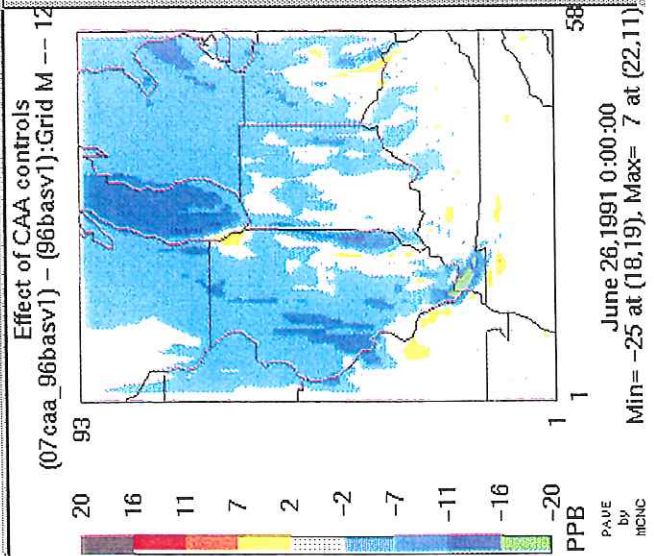 Effect of CAA controls
(07caa_96basv1) - (96basv1):Grid M -- 12
93
1
1
58
20
16
11
7
2
-2
-7
-11
-16
-20
PPB
PAVE
by
MCNC
June 26,1991 0:00:00
Min= -25 at (18,19), Max= 7 at (22,11)